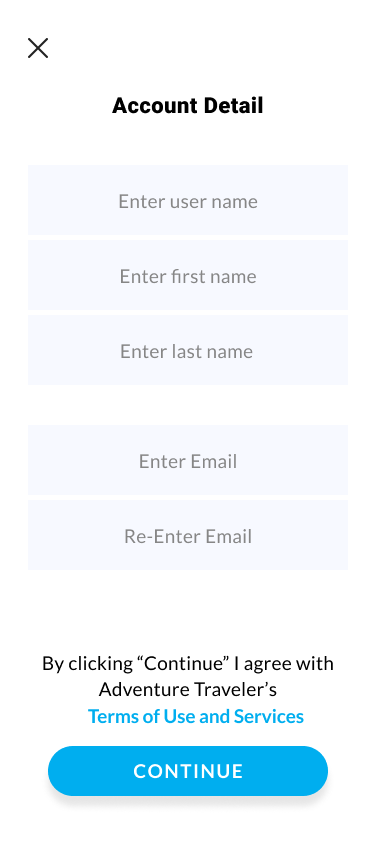 Account Detail
Enter user name
Enter first name
Enter last name
Enter Email
Re-Enter Email
By clicking “Continue” I agree with
Adventure Traveler’s
Terms of Use and Services
CONTINUE